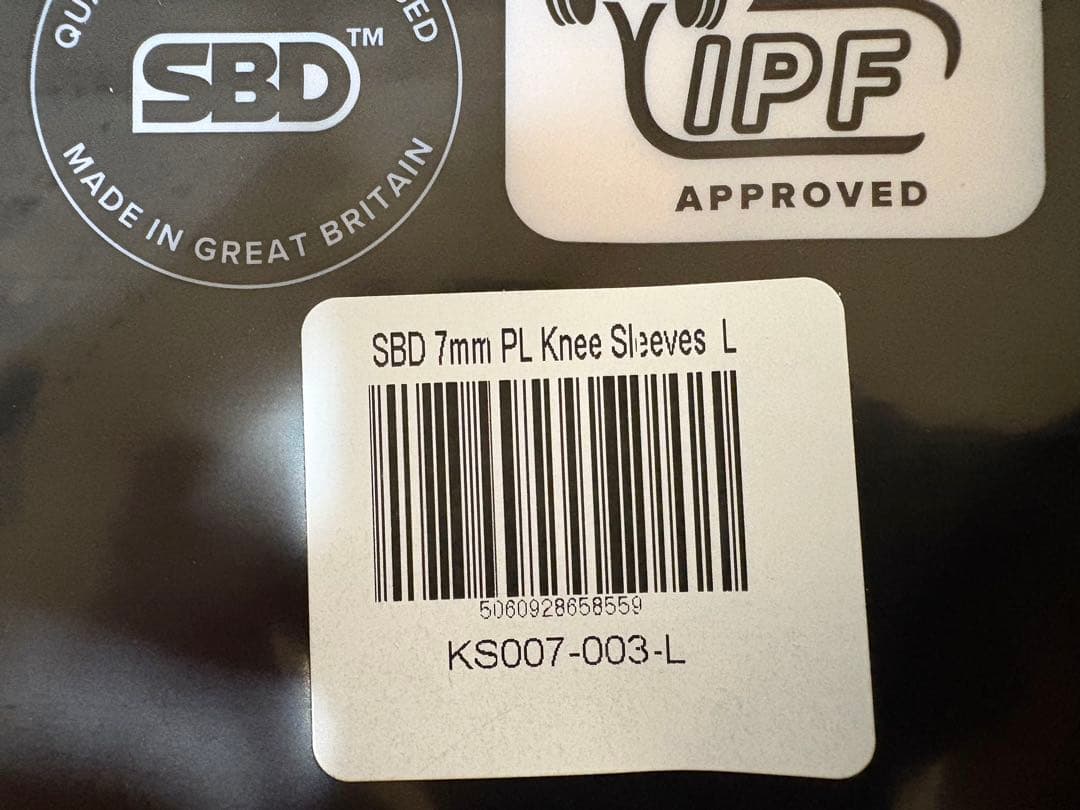 SBD™
MADE IN GREAT BRITAIN
IPF
APPROVED
SBD 7mm PL Knee Sleeves L
5060928658559
KS007-003-L